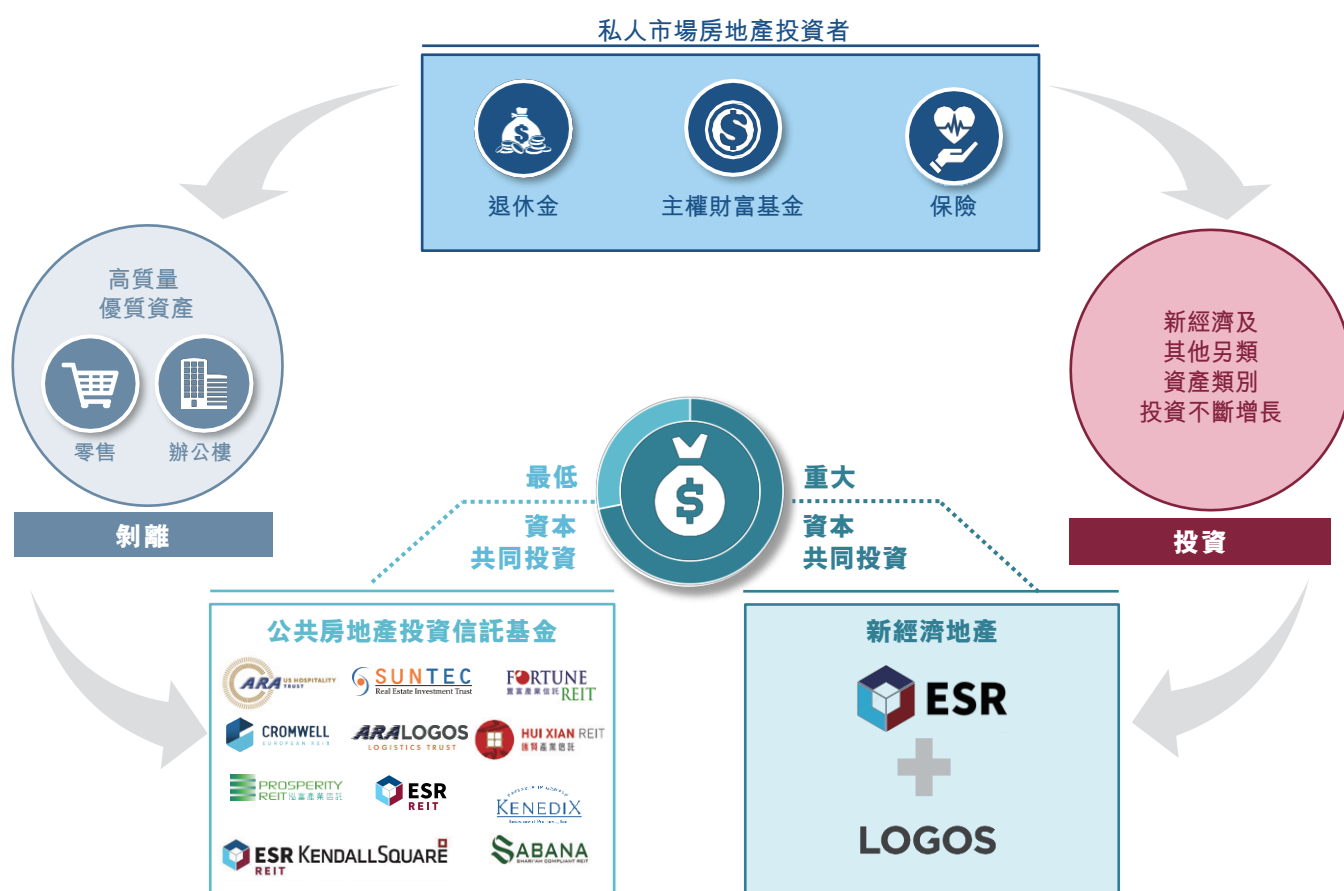 私人市場房地產投資者
退休金
主權財富基金
保險
高質量
優質資產
零售
辦公樓
剝離
新經濟及
其他另類
資產類別
投資不斷增長
投資
最低
資本
共同投資
重大
資本
共同投資
公共房地產投資信託基金
ARA US HOSPITALITY
TRUST
SUNTEC
Real Estate Investment Trust
FORTUNE
置富產業信託 REIT
CROMWELL
EUROPEAN REIT
ARALOGOS
LOGISTICS TRUST
HUI XIAN REIT
匯賢產業信託
PROSPERITY
REIT 泓富產業信託
ESR
REIT
KENEDIX
ESR KENDALLSQUARE
REIT
SABANA
SHARI'AH COMPLIANT REIT
新經濟地產
ESR
LOGOS